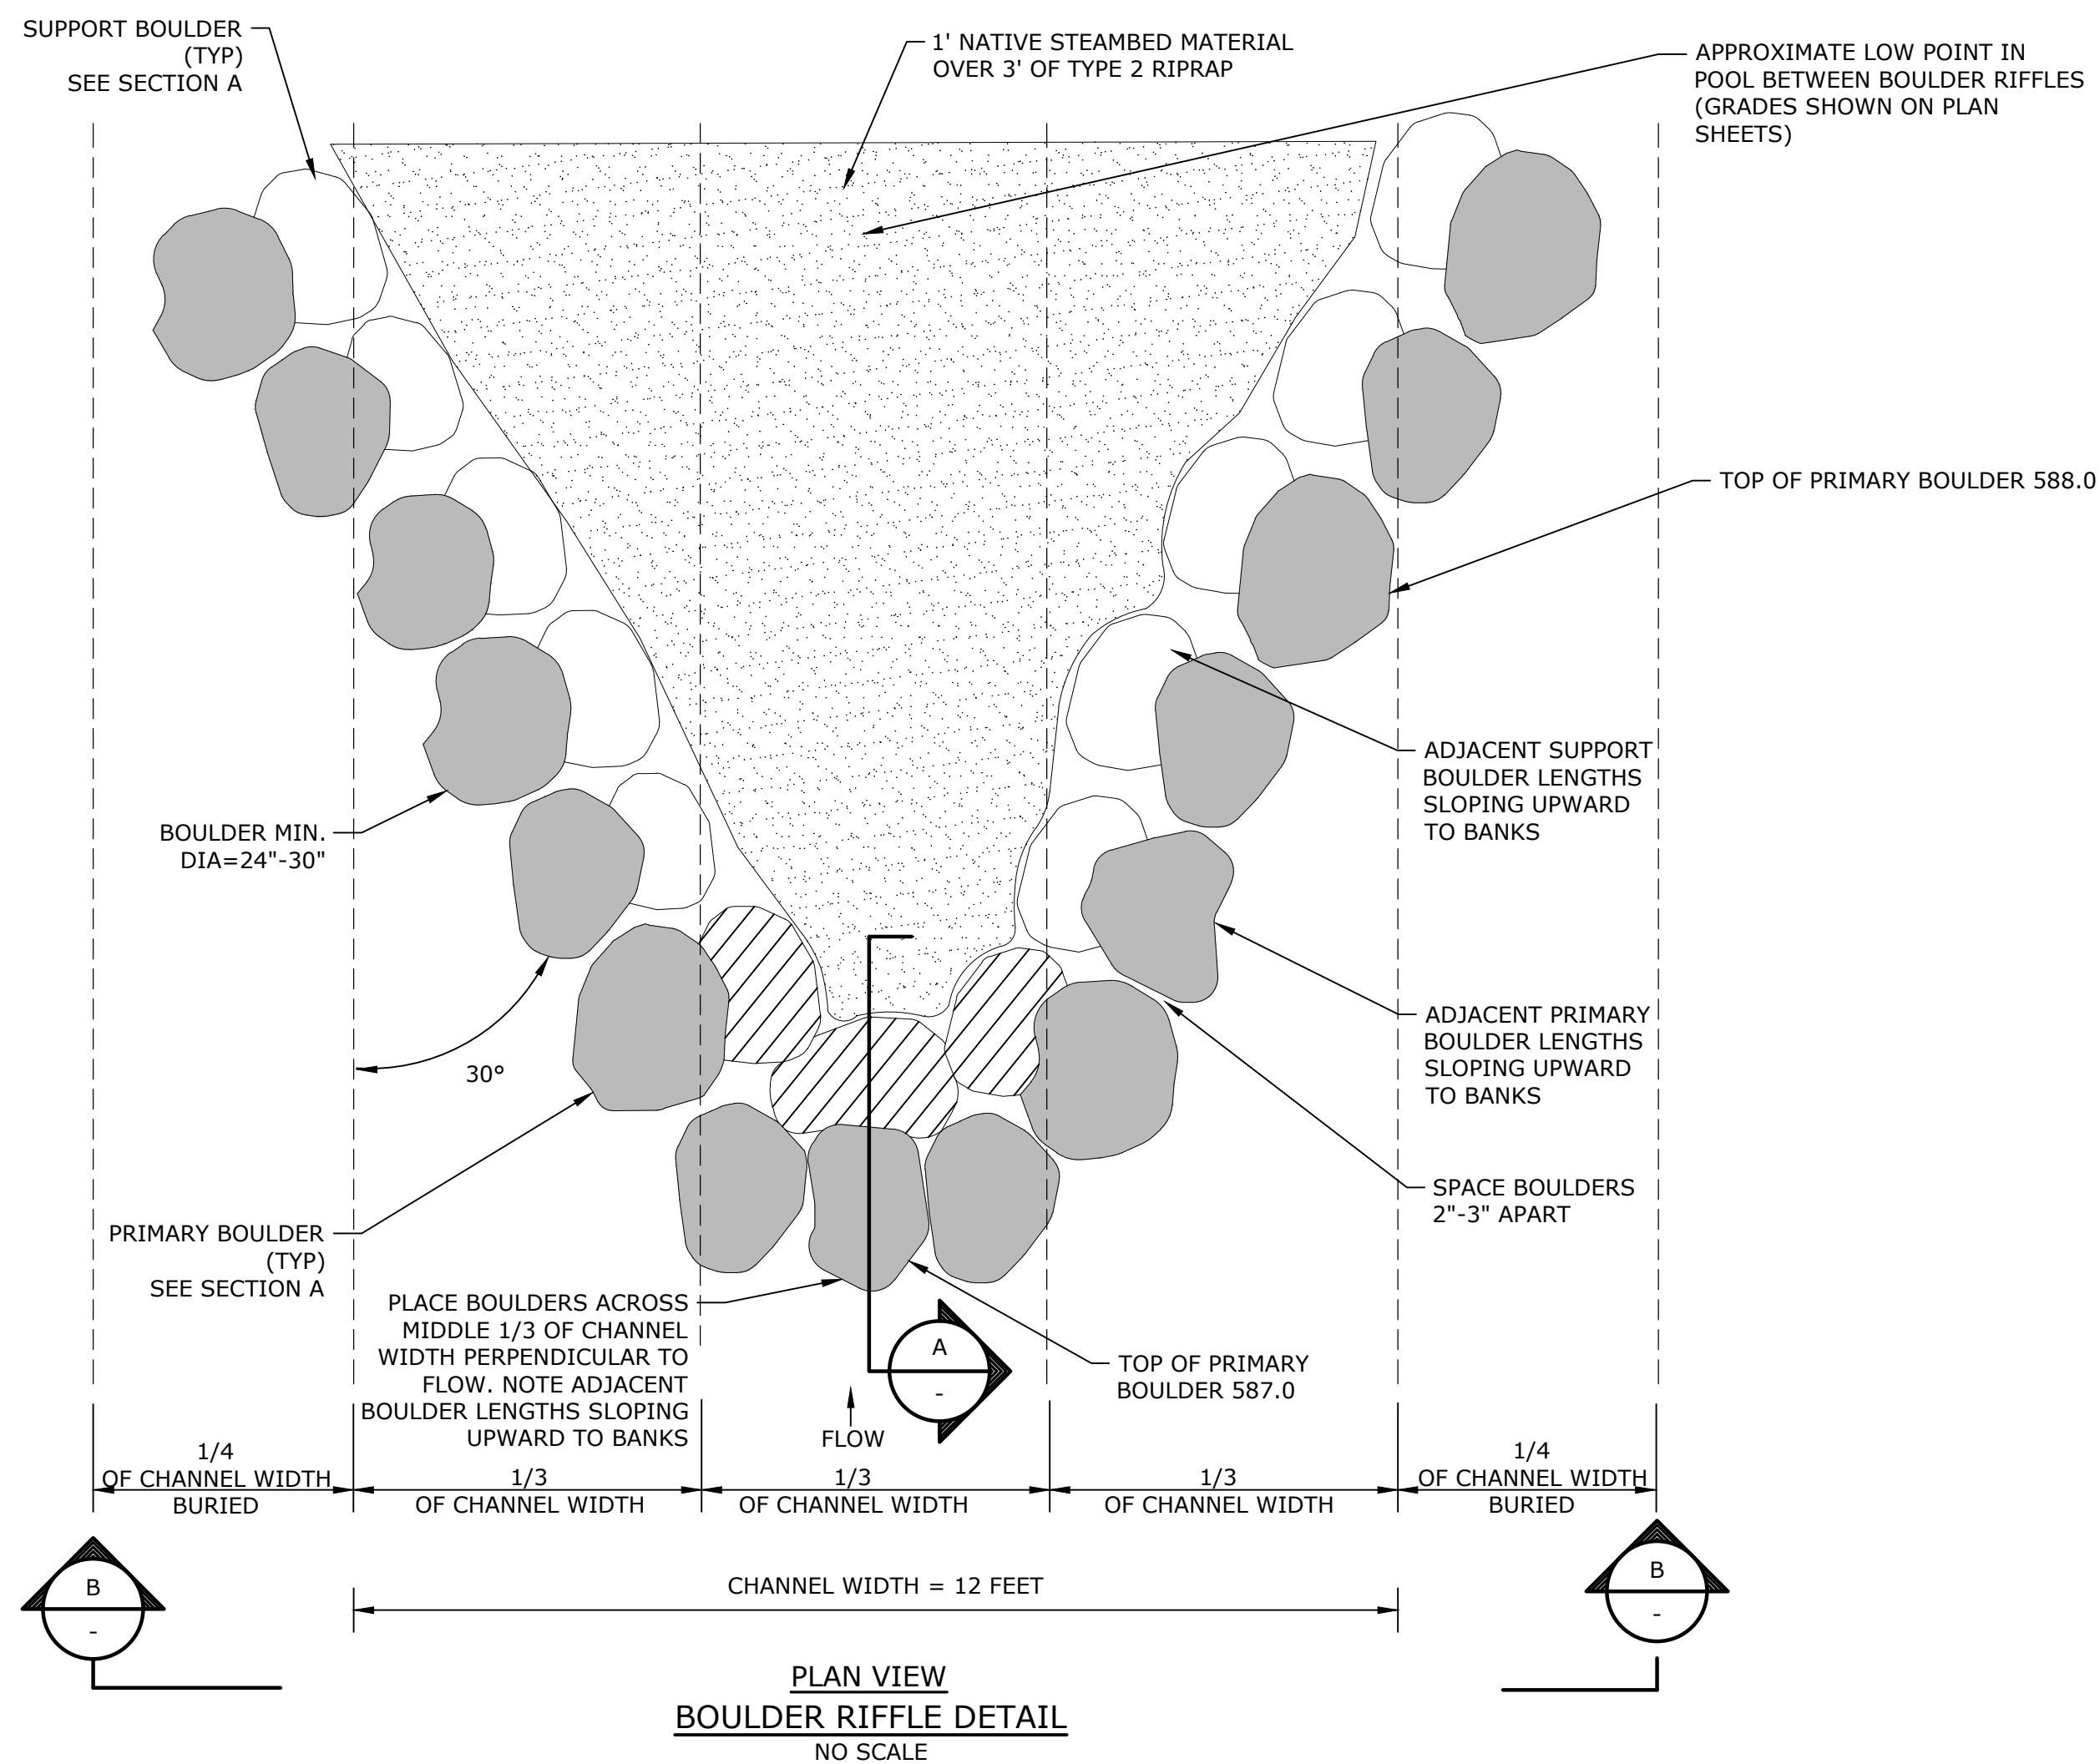 SUPPORT BOULDER
(TYP)
SEE SECTION A
1' NATIVE STEAMBED MATERIAL
OVER 3' OF TYPE 2 RIPRAP
APPROXIMATE LOW POINT IN
POOL BETWEEN BOULDER RIFFLES
(GRADES SHOWN ON PLAN
SHEETS)
TOP OF PRIMARY BOULDER 588.0
ADJACENT SUPPORT
BOULDER LENGTHS
SLOPING UPWARD
TO BANKS
BOULDER MIN.
DIA=24"-30"
ADJACENT PRIMARY
BOULDER LENGTHS
SLOPING UPWARD
TO BANKS
30°
SPACE BOULDERS
2"-3" APART
PRIMARY BOULDER
(TYP)
SEE SECTION A
PLACE BOULDERS ACROSS
MIDDLE 1/3 OF CHANNEL
WIDTH PERPENDICULAR TO
FLOW. NOTE ADJACENT
BOULDER LENGTHS SLOPING
UPWARD TO BANKS
A
-
TOP OF PRIMARY
BOULDER 587.0
FLOW
1/4
OF CHANNEL WIDTH
BURIED
1/3
OF CHANNEL WIDTH
1/3
OF CHANNEL WIDTH
1/3
OF CHANNEL WIDTH
1/4
OF CHANNEL WIDTH
BURIED
B
-
CHANNEL WIDTH = 12 FEET
B
-
PLAN VIEW
BOULDER RIFFLE DETAIL
NO SCALE